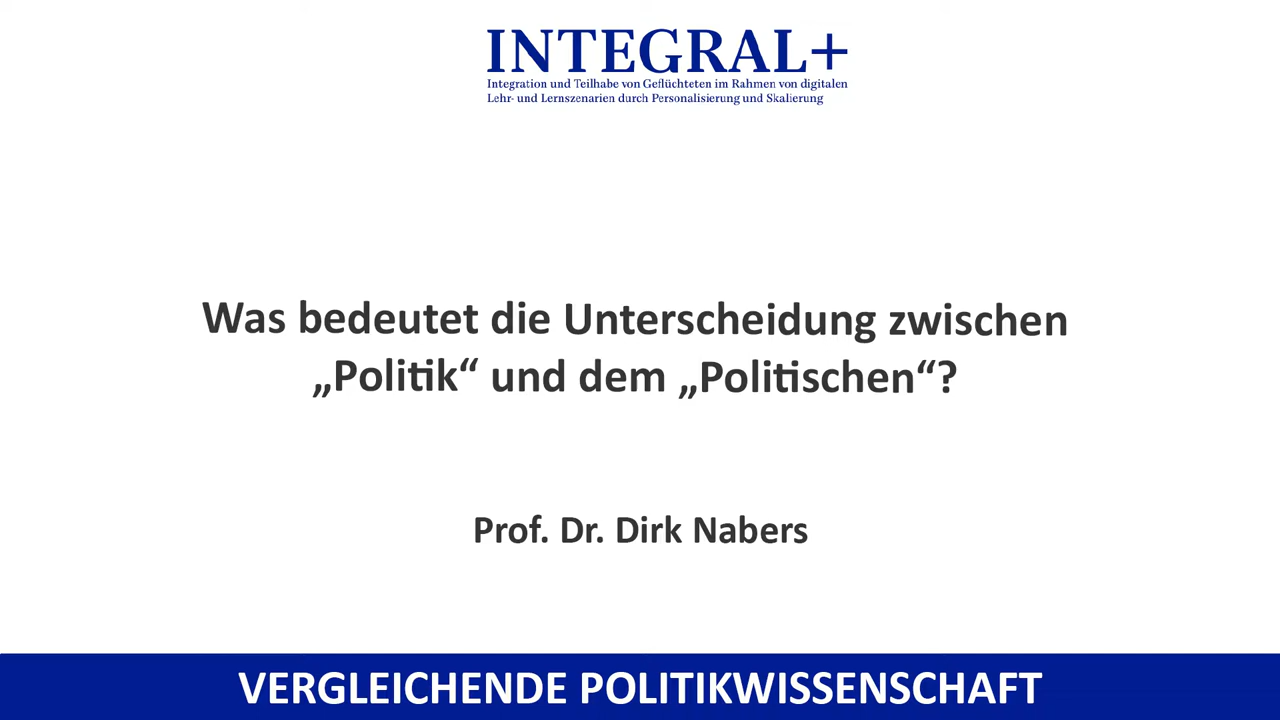 INTEGRAL+
Integration und Teilhabe von Geflüchteten im Rahmen von digitalen
Lehr- und Lernszenarien durch Personalisierung und Skalierung
Was bedeutet die Unterscheidung zwischen
„Politik“ und dem „Politischen“?
Prof. Dr. Dirk Nabers
VERGLEICHENDE POLITIKWISSENSCHAFT